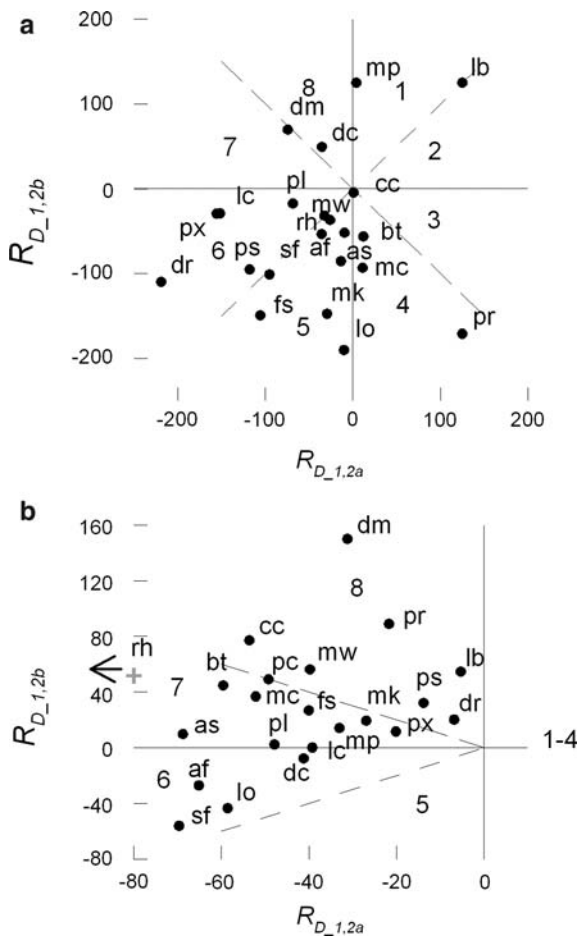 a
200
mp
lb
8
1
100
dm
dc
7
2
0
pl
cc
lc
mw
3
px
rh
bt
6
ps
sf
af
as
-100
dr
mc
fs
mk
4
5
lo
pr
-200
-200
-100
0
100
200
R_D_1,2b
R_D_1,2a
b
160
dm
120
8
pr
80
cc
rh
mw
lb
bt
pc
ps
7
40
mc
fs
mk
dr
as
pl
mp
px
1-4
0
dc
lc
6
af
5
-40
lo
sf
-80
-80
-60
-40
-20
0
R_D_1,2b
R_D_1,2a